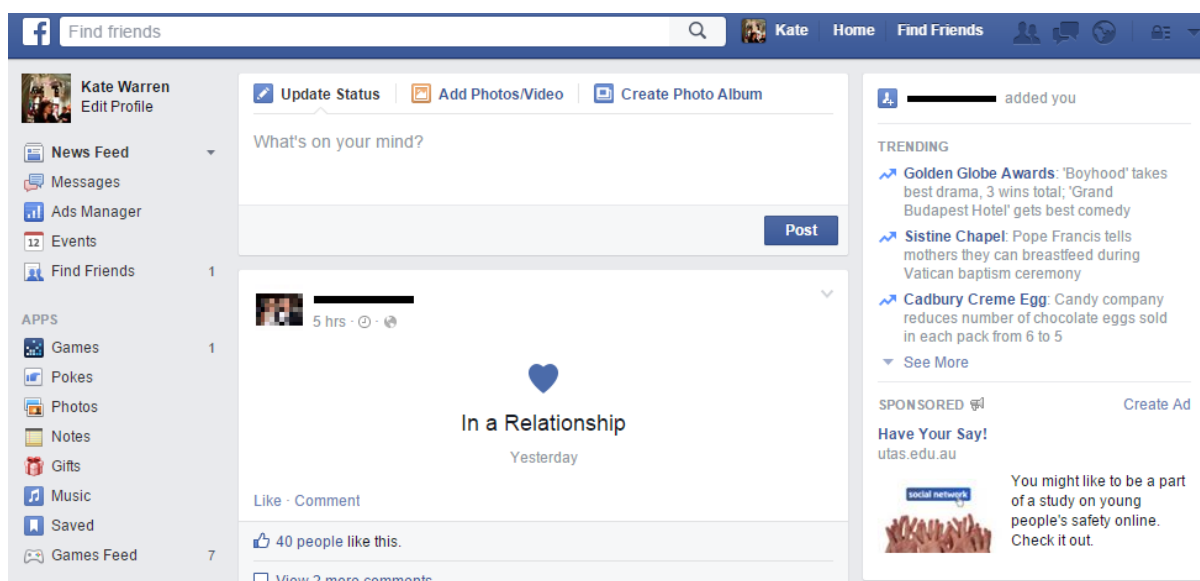 f
Find friends
Kate
Home
Find Friends
Kate Warren
Edit Profile
News Feed
Messages
Ads Manager
12
Events
Find Friends 1
APPS
Games 1
Pokes
Photos
Notes
Gifts
Music
Saved
Games Feed 7
Update Status
Add Photos/Video
Create Photo Album
What's on your mind?
Post
5 hrs ·
In a Relationship
Yesterday
Like · Comment
40 people like this.
View 2 more comments
added you
TRENDING
Golden Globe Awards: 'Boyhood' takes
best drama, 3 wins total; 'Grand
Budapest Hotel' gets best comedy
Sistine Chapel: Pope Francis tells
mothers they can breastfeed during
Vatican baptism ceremony
Cadbury Creme Egg: Candy company
reduces number of chocolate eggs sold
in each pack from 6 to 5
See More
SPONSORED
Create Ad
Have Your Say!
utas.edu.au
social network
You might like to be a part
of a study on young
people's safety online.
Check it out.